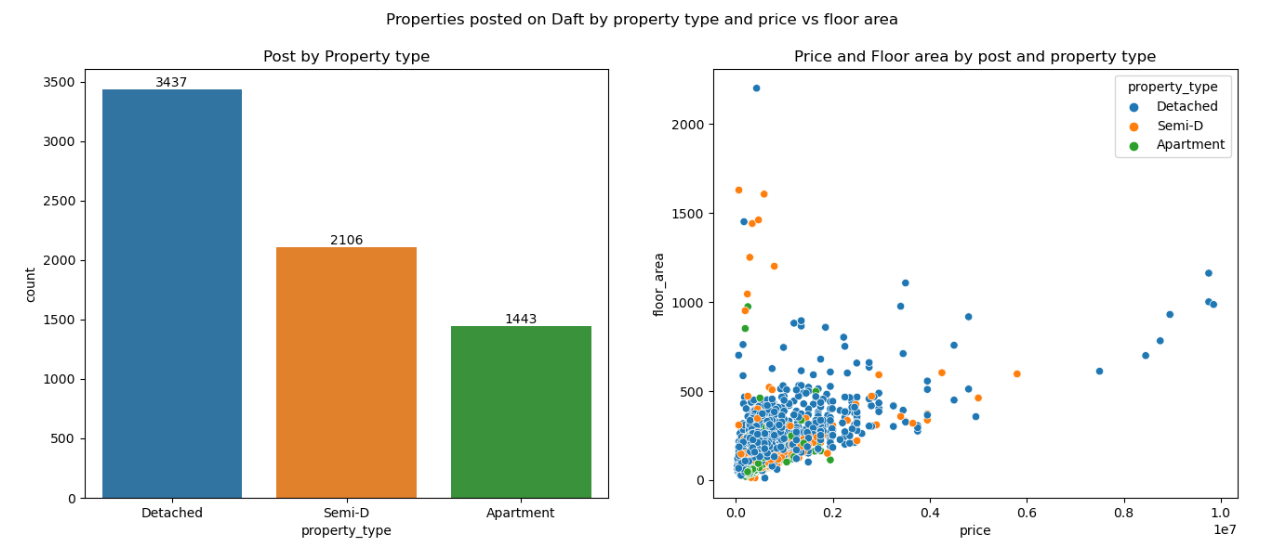 Properties posted on Daft by property type and price vs floor area
Post by Property type
3500
3000
2500
2000
1500
1000
500
0
count
3437
2106
1443
Detached
Semi-D
Apartment
property_type
Price and Floor area by post and property type
property_type
Detached
Semi-D
Apartment
2000
1500
1000
500
0
floor_area
0.0
0.2
0.4
0.6
0.8
1.0
1e7
price